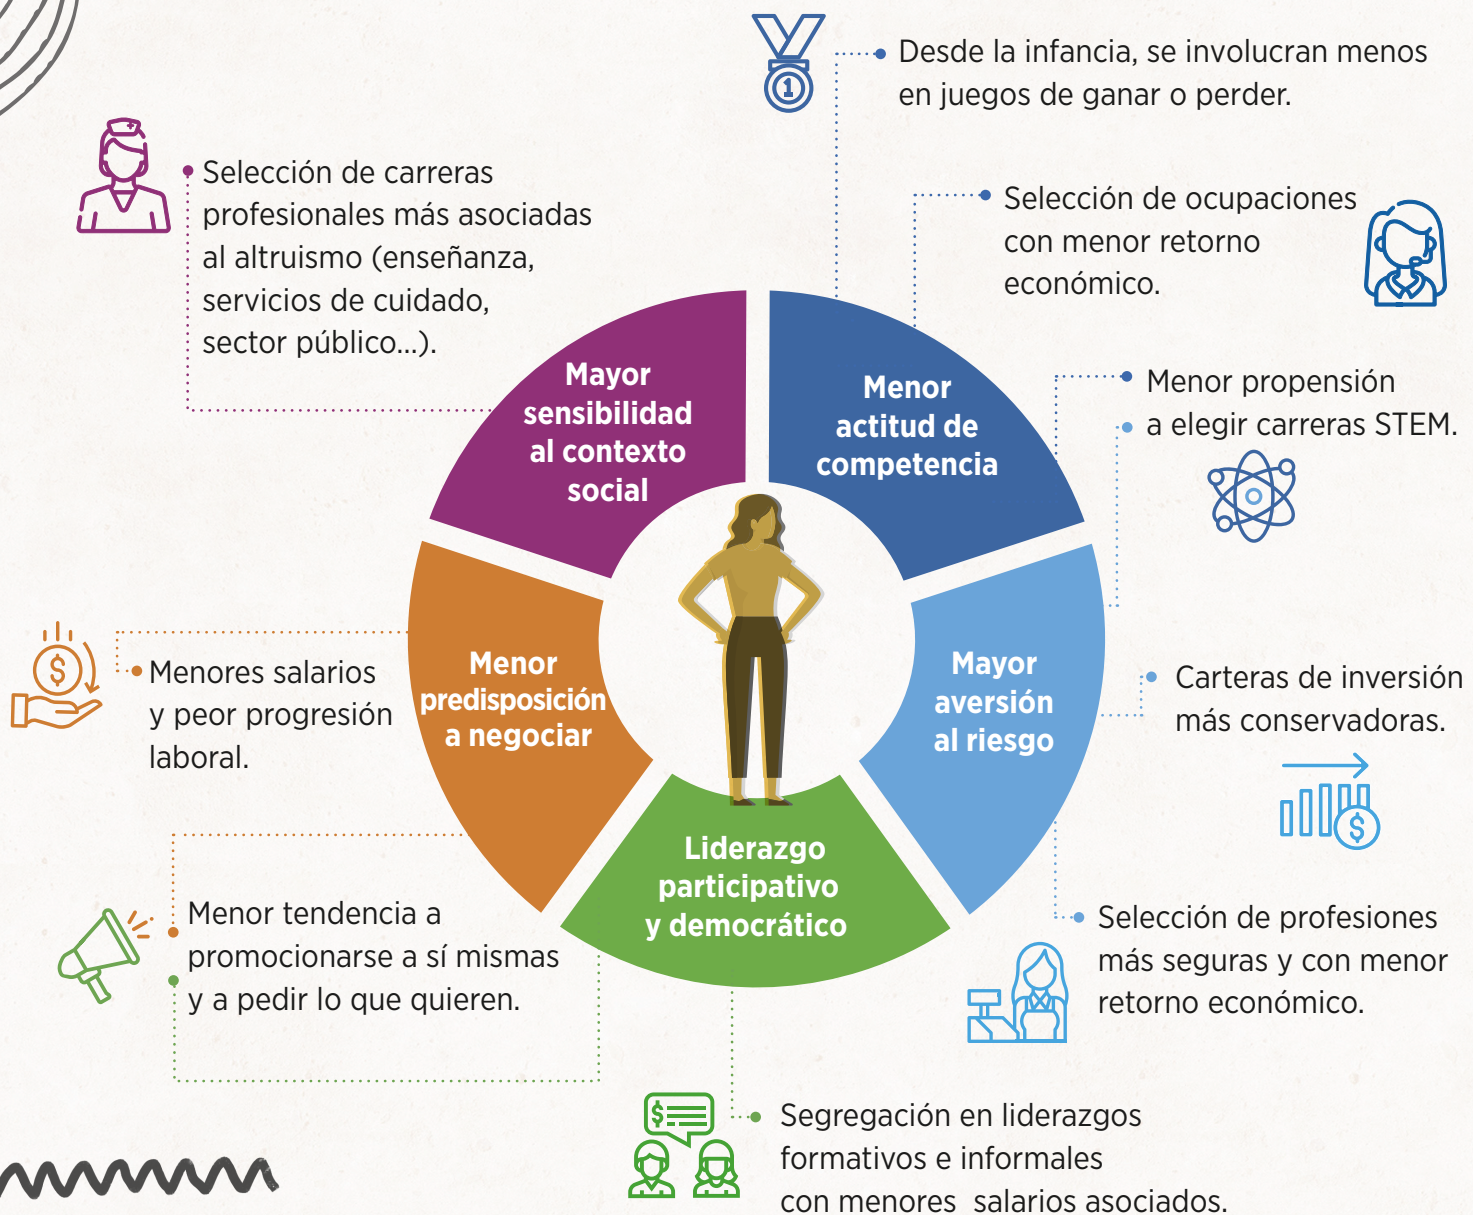 Desde la infancia, se involucran menos
en juegos de ganar o perder.
Selección de carreras
profesionales más asociadas
al altruismo (enseñanza,
servicios de cuidado,
sector público...).
Selección de ocupaciones
con menor retorno
económico.
Mayor
sensibilidad
al contexto
social
Menor
actitud de
competencia
Menor propensión
a elegir carreras STEM.
Menores salarios
y peor progresión
laboral.
Menor
predisposición
a negociar
Mayor
aversión
al riesgo
Carteras de inversión
más conservadoras.
Liderazgo
participativo
y democrático
Menor tendencia a
promocionarse a sí mismas
y a pedir lo que quieren.
Selección de profesiones
más seguras y con menor
retorno económico.
Segregación en liderazgos
formativos e informales
con menores salarios asociados.
1
$
$
$